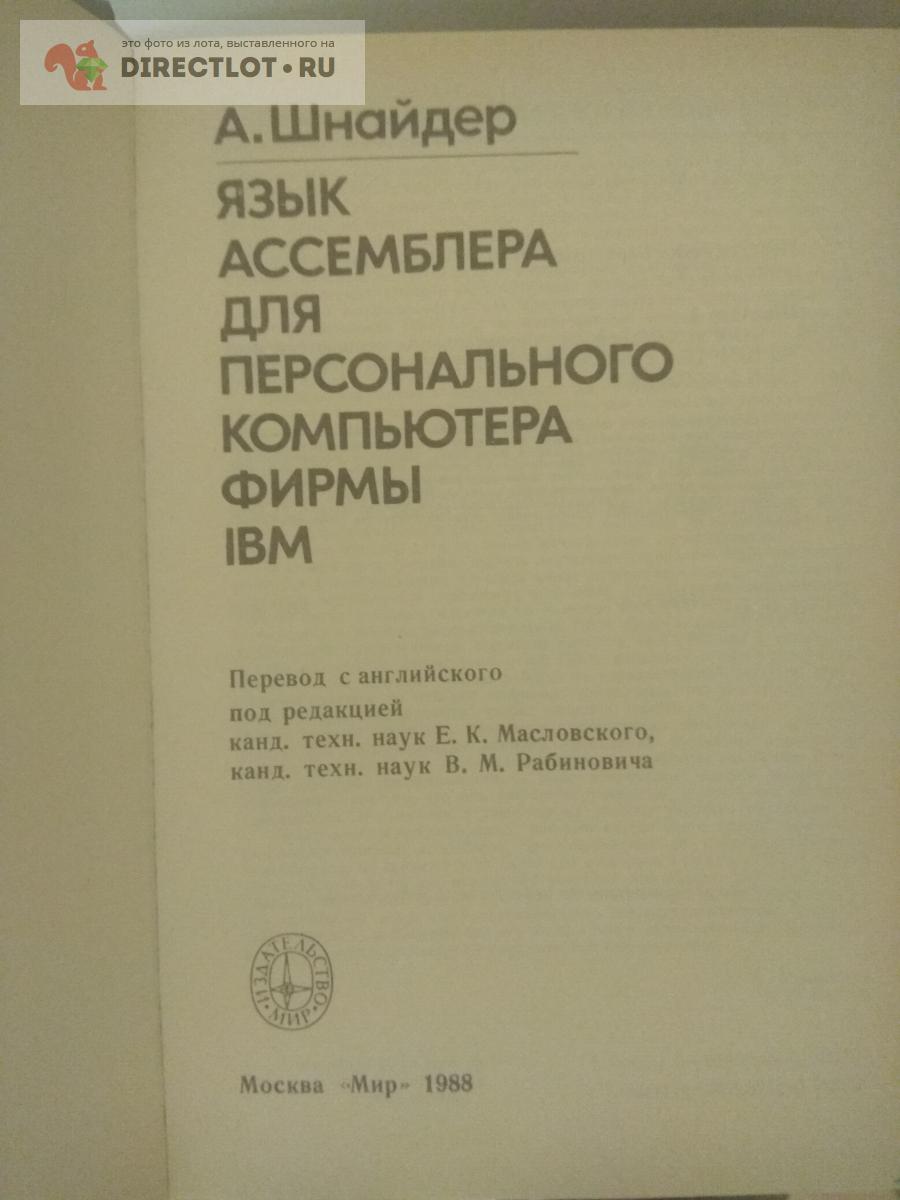 это фото из лота, выставленного на
DIRECTLOT•RU
А. Шнайдер
ЯЗЫК
АССЕМБЛЕРА
ДЛЯ
ПЕРСОНАЛЬНОГО
КОМПЬЮТЕРА
ФИРМЫ
IBM
Перевод с английского
под редакцией
канд. техн. наук Е. К. Масловского,
канд. техн. наук В. М. Рабиновича
ИЗДАТЕЛЬСТВО
•МИР•
Москва «Мир» 1988